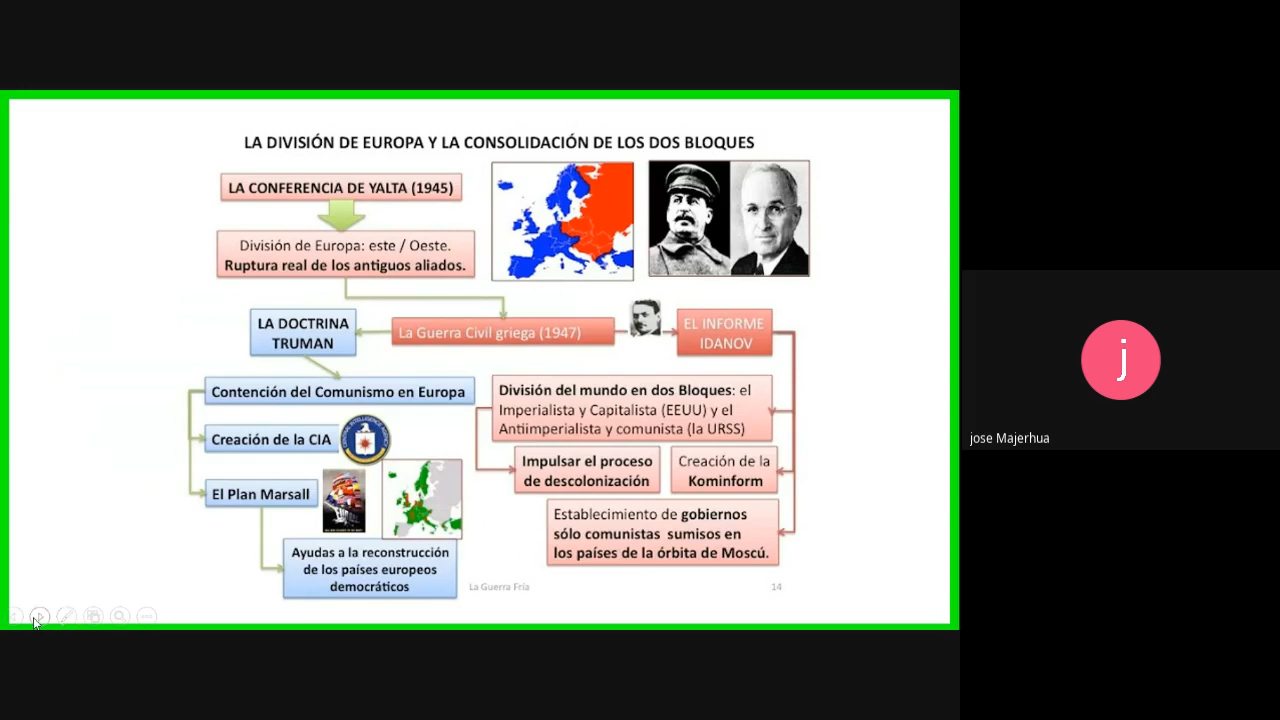 LA DIVISIÓN DE EUROPA Y LA CONSOLIDACIÓN DE LOS DOS BLOQUES
LA CONFERENCIA DE YALTA (1945)
División de Europa: este / Oeste.
Ruptura real de los antiguos aliados.
LA DOCTRINA
TRUMAN
La Guerra Civil griega (1947)
EL INFORME
IDANOV
Contención del Comunismo en Europa
Creación de la CIA
El Plan Marsall
Ayudas a la reconstrucción
de los países europeos
democráticos
División del mundo en dos Bloques: el
Imperialista y Capitalista (EEUU) y el
Antiimperialista y comunista (la URSS)
Impulsar el proceso
de descolonización
Creación de la
Kominform
Establecimiento de gobiernos
sólo comunistas sumisos en
los países de la órbita de Moscú.
La Guerra Fría
14
j
jose Majerhua